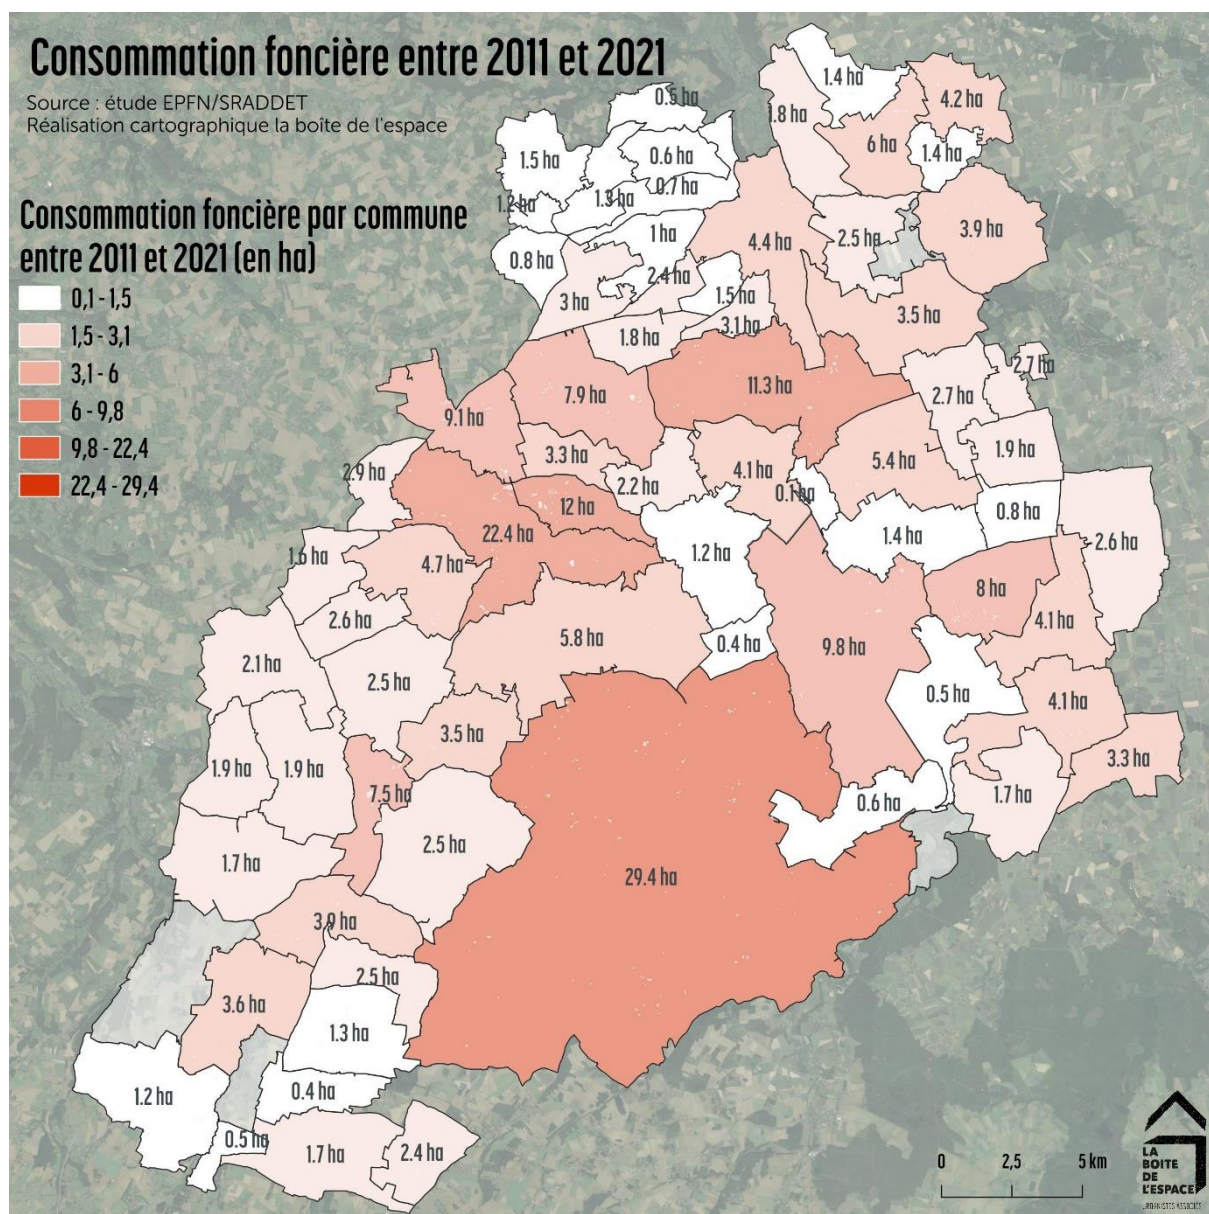 Consommation foncière entre 2011 et 2021
Source : étude EPFN/SRADDET
Réalisation cartographique la boîte de l'espace
Consommation foncière par commune
entre 2011 et 2021 (en ha)
0,1 - 1,5
1,5 - 3,1
3,1 - 6
6 - 9,8
9,8 - 22,4
22,4 - 29,4
1.4 ha
0.5 ha
4.2 ha
1.8 ha
6 ha
1.4 ha
1.5 ha
0.6 ha
0.7 ha
1.3 ha
1.2 ha
1 ha
4.4 ha
2.5 ha
3.9 ha
0.8 ha
2.4 ha
3 ha
1.5 ha
3.1 ha
3.5 ha
1.8 ha
2.7 ha
11.3 ha
7.9 ha
2.7 ha
9.1 ha
3.3 ha
1.9 ha
2.9 ha
4.1 ha
5.4 ha
2.2 ha
0.1 ha
12 ha
0.8 ha
22.4 ha
1.4 ha
2.6 ha
1.6 ha
4.7 ha
1.2 ha
8 ha
2.6 ha
4.1 ha
5.8 ha
0.4 ha
9.8 ha
2.1 ha
2.5 ha
0.5 ha
4.1 ha
3.5 ha
3.3 ha
1.9 ha
1.9 ha
7.5 ha
0.6 ha
1.7 ha
2.5 ha
1.7 ha
29.4 ha
3.9 ha
2.5 ha
3.6 ha
1.3 ha
1.2 ha
0.4 ha
0.5 ha
1.7 ha
2.4 ha
0
2,5
5 km
LA
BOITE
DE
L'ESPACE
URBANISTES ASSOCIÉS